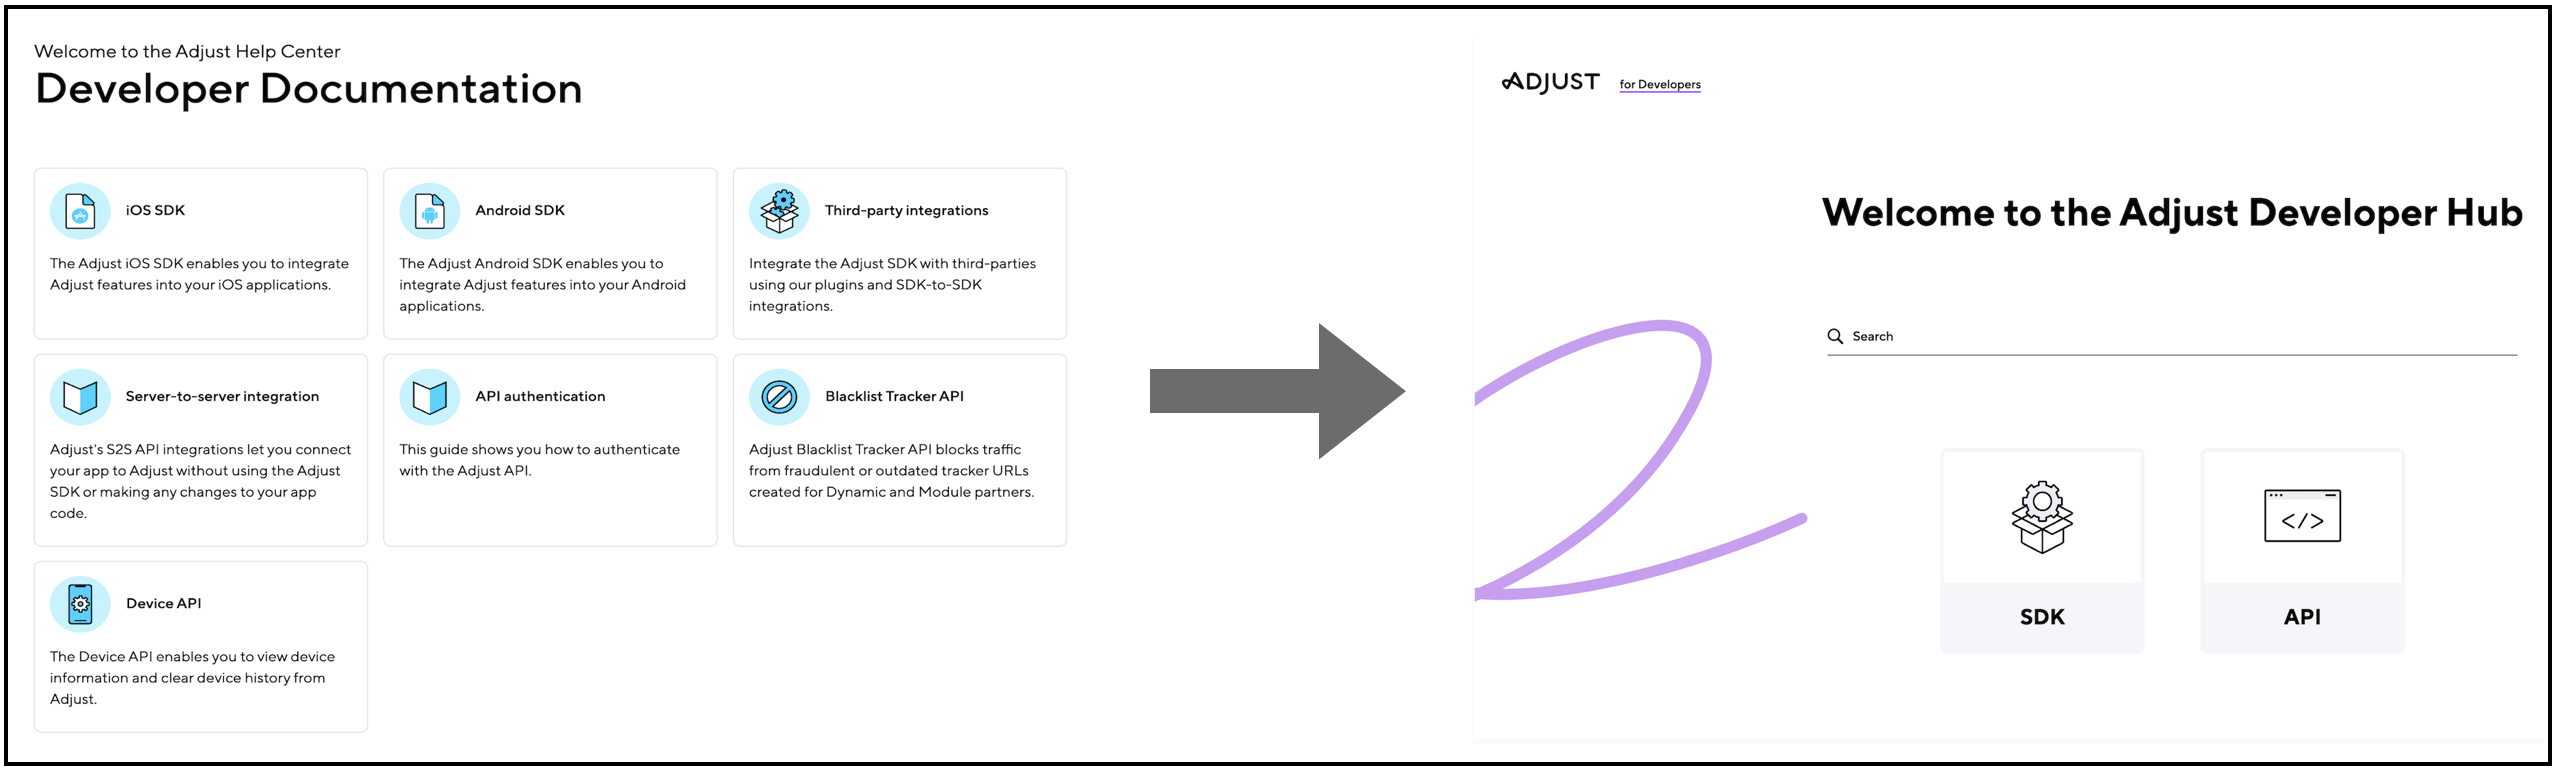 Welcome to the Adjust Help Center
Developer Documentation
iOS SDK
The Adjust iOS SDK enables you to integrate
Adjust features into your iOS applications.
Android SDK
The Adjust Android SDK enables you to
integrate Adjust features into your Android
applications.
Third-party integrations
Integrate the Adjust SDK with third-parties
using our plugins and SDK-to-SDK
integrations.
Server-to-server integration
Adjust's S2S API integrations let you connect
your app to Adjust without using the Adjust
SDK or making any changes to your app
code.
API authentication
This guide shows you how to authenticate
with the Adjust API.
Blacklist Tracker API
Adjust Blacklist Tracker API blocks traffic
from fraudulent or outdated tracker URLs
created for Dynamic and Module partners.
Device API
The Device API enables you to view device
information and clear device history from
Adjust.
ADJUST for Developers
Welcome to the Adjust Developer Hub
Search
</>
SDK
API